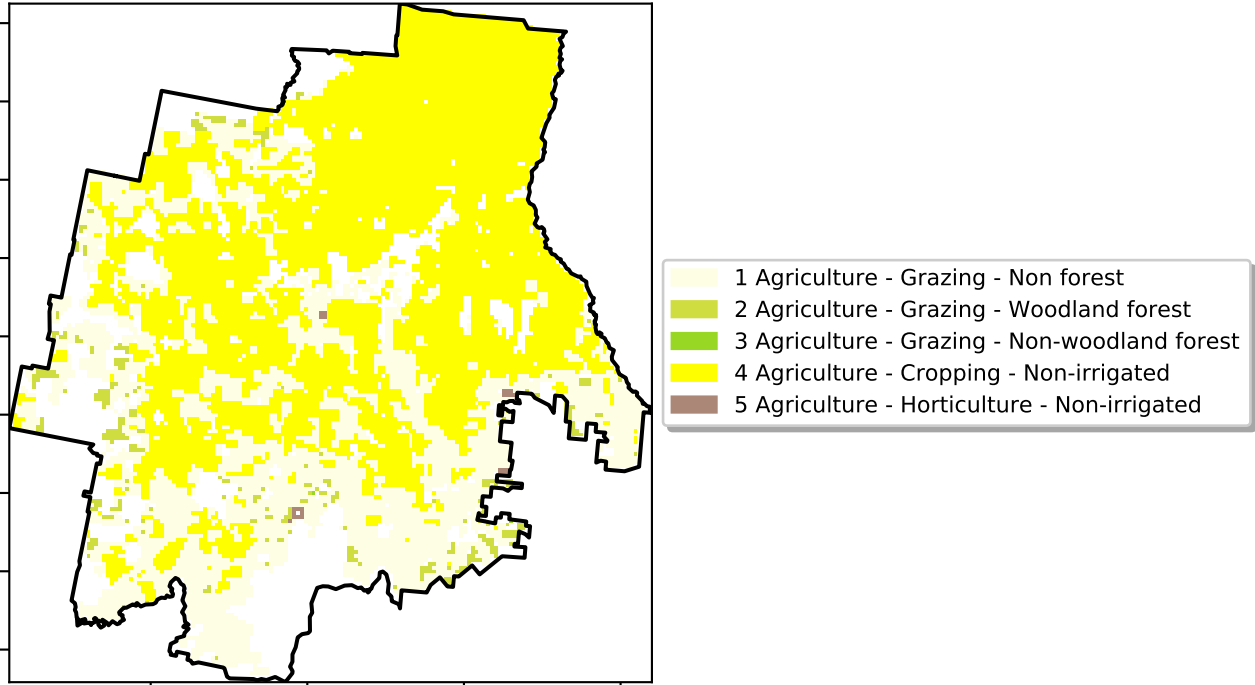 1 Agriculture - Grazing - Non forest
2 Agriculture - Grazing - Woodland forest
3 Agriculture - Grazing - Non-woodland forest
4 Agriculture - Cropping - Non-irrigated
5 Agriculture - Horticulture - Non-irrigated